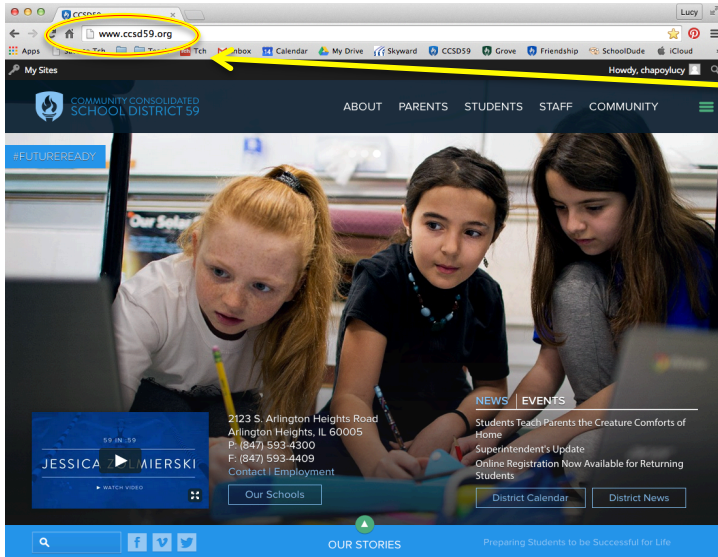 CCSD59
Lucy
www.ccsd59.org
Apps
Tch
Tch
Inbox
Calendar
My Drive
Skyward
CCSD59
Grove
Friendship
SchoolDude
iCloud
My Sites
Howdy, chapoylucy
COMMUNITY CONSOLIDATED
SCHOOL DISTRICT 59
ABOUT PARENTS STUDENTS STAFF COMMUNITY
#FUTUREREADY
NEWS EVENTS
Students Teach Parents the Creature Comforts of
Home
Superintendent's Update
Online Registration Now Available for Returning
Students
District Calendar
District News
2123 S. Arlington Heights Road
Arlington Heights, IL 60005
P: (847) 593-4300
F: (847) 593-4409
Contact | Employment
Our Schools
59 IN :59
JESSICA
WATCH VIDEO
OUR STORIES
Preparing Students to be Successful for Life